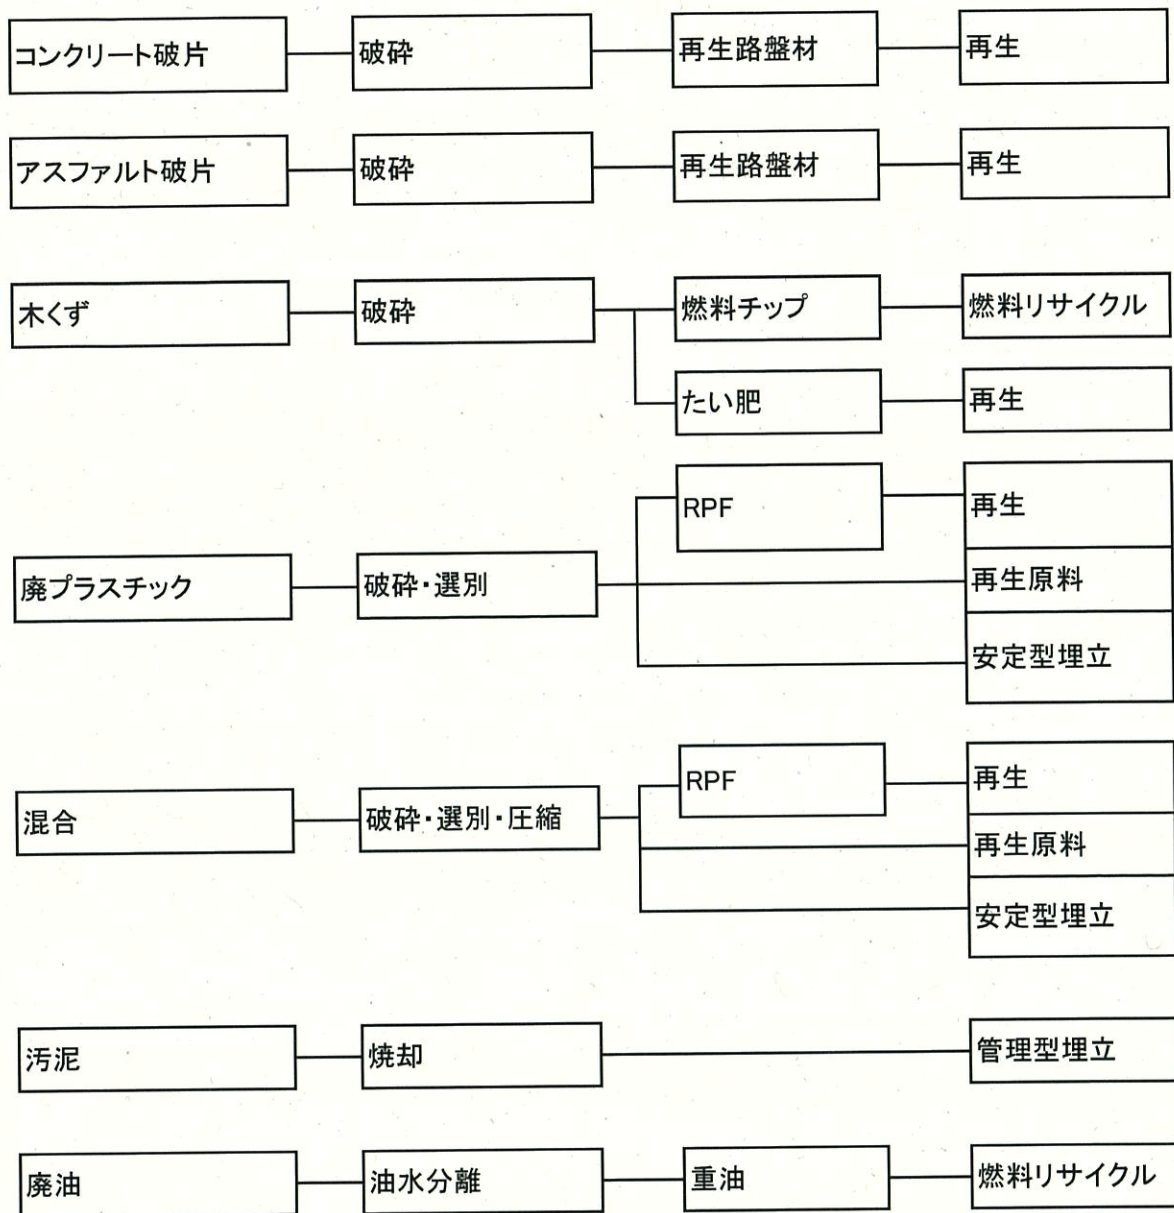 コンクリート破片 破砕 再生路盤材 再生
アスファルト破片 破砕 再生路盤材 再生
木くず 破砕 燃料チップ 燃料リサイクル
たい肥 再生
RPF 再生
廃プラスチック 破砕・選別 再生原料
安定型埋立
RPF 再生
混合 破砕・選別・圧縮 再生原料
安定型埋立
汚泥 焼却 管理型埋立
廃油 油水分離 重油 燃料リサイクル